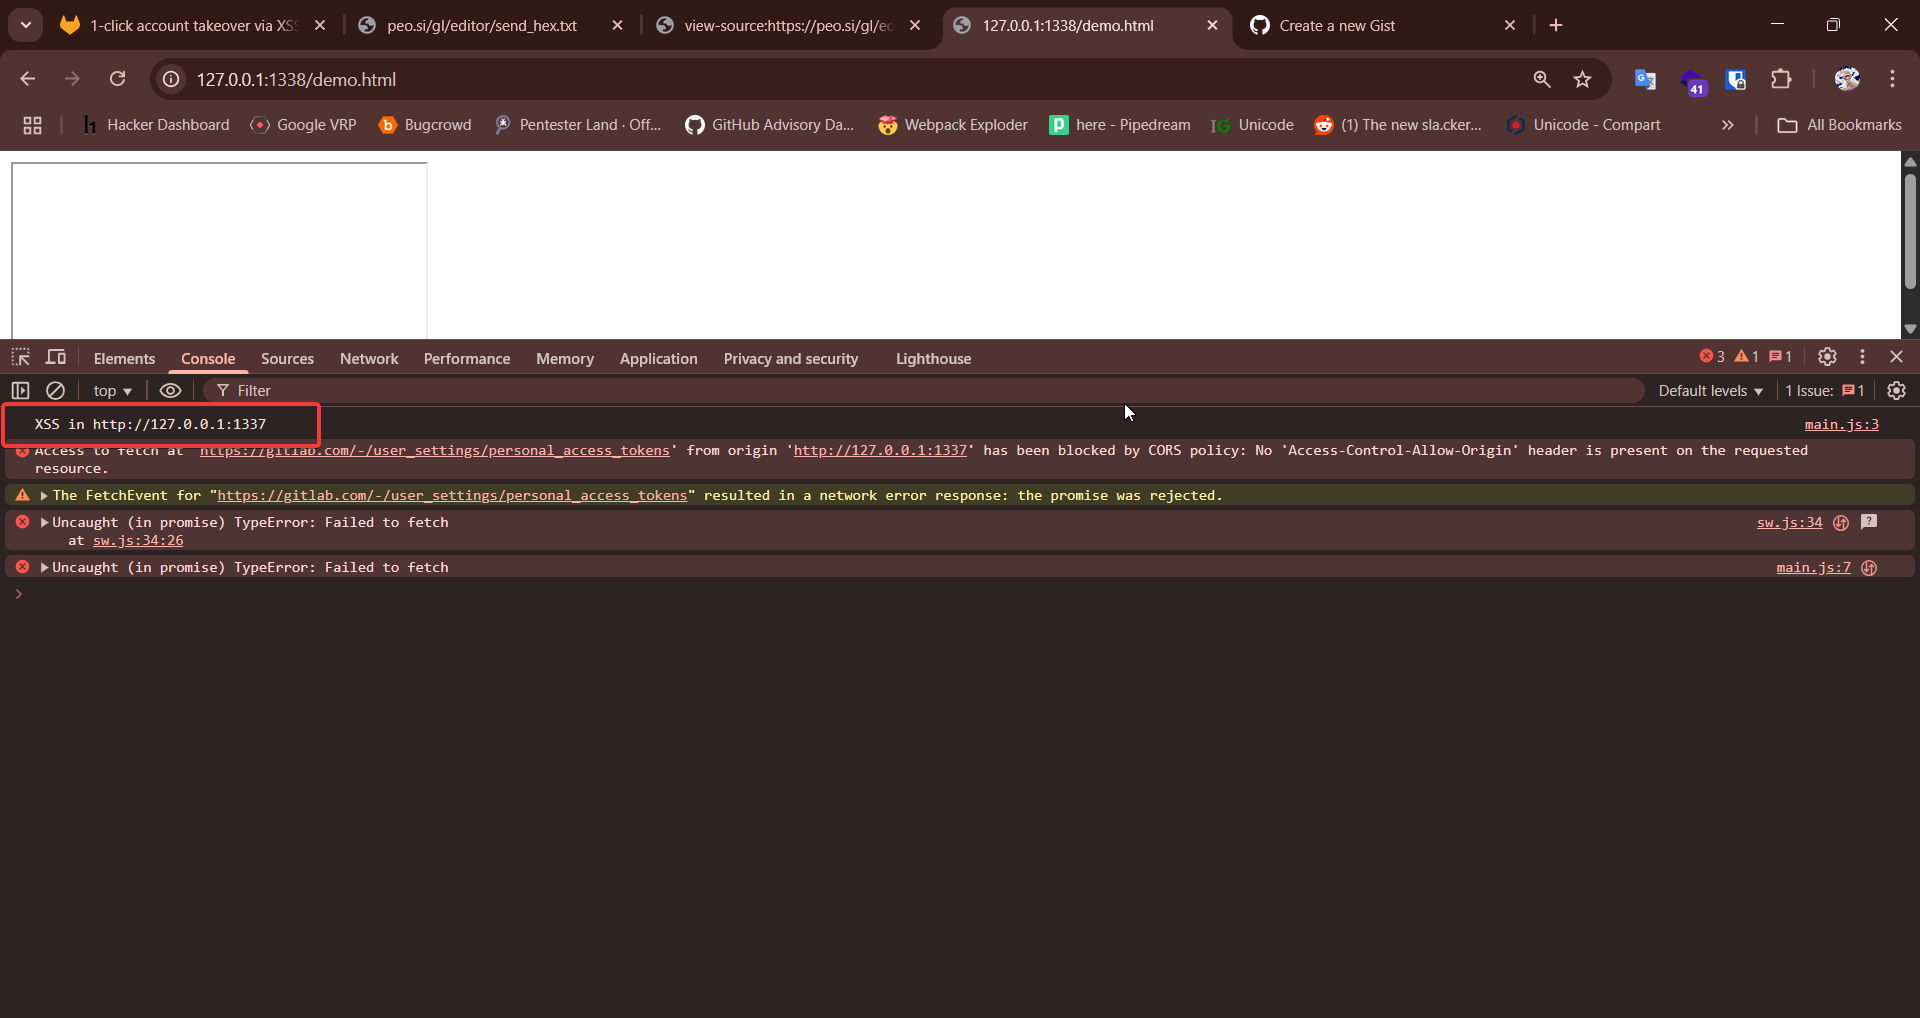 1-click account takeover via XSS
peo.si/gl/editor/send_hex.txt
view-source:https://peo.si/gl/ed
127.0.0.1:1338/demo.html
Create a new Gist
127.0.0.1:1338/demo.html
41
Hacker Dashboard
Google VRP
Bugcrowd
Pentester Land · Off...
GitHub Advisory Da...
Webpack Exploder
here - Pipedream
Unicode
(1) The new sla.cker...
Unicode - Compart
All Bookmarks
Elements Console Sources Network Performance Memory Application Privacy and security Lighthouse
3 1 1
top Filter Default levels 1 Issue: 1
XSS in http://127.0.0.1:1337 main.js:3
Access to fetch at 'https://gitlab.com/-/user_settings/personal_access_tokens' from origin 'http://127.0.0.1:1337' has been blocked by CORS policy: No 'Access-Control-Allow-Origin' header is present on the requested
resource.
The FetchEvent for "https://gitlab.com/-/user_settings/personal_access_tokens" resulted in a network error response: the promise was rejected.
Uncaught (in promise) TypeError: Failed to fetch sw.js:34
at sw.js:34:26
Uncaught (in promise) TypeError: Failed to fetch main.js:7